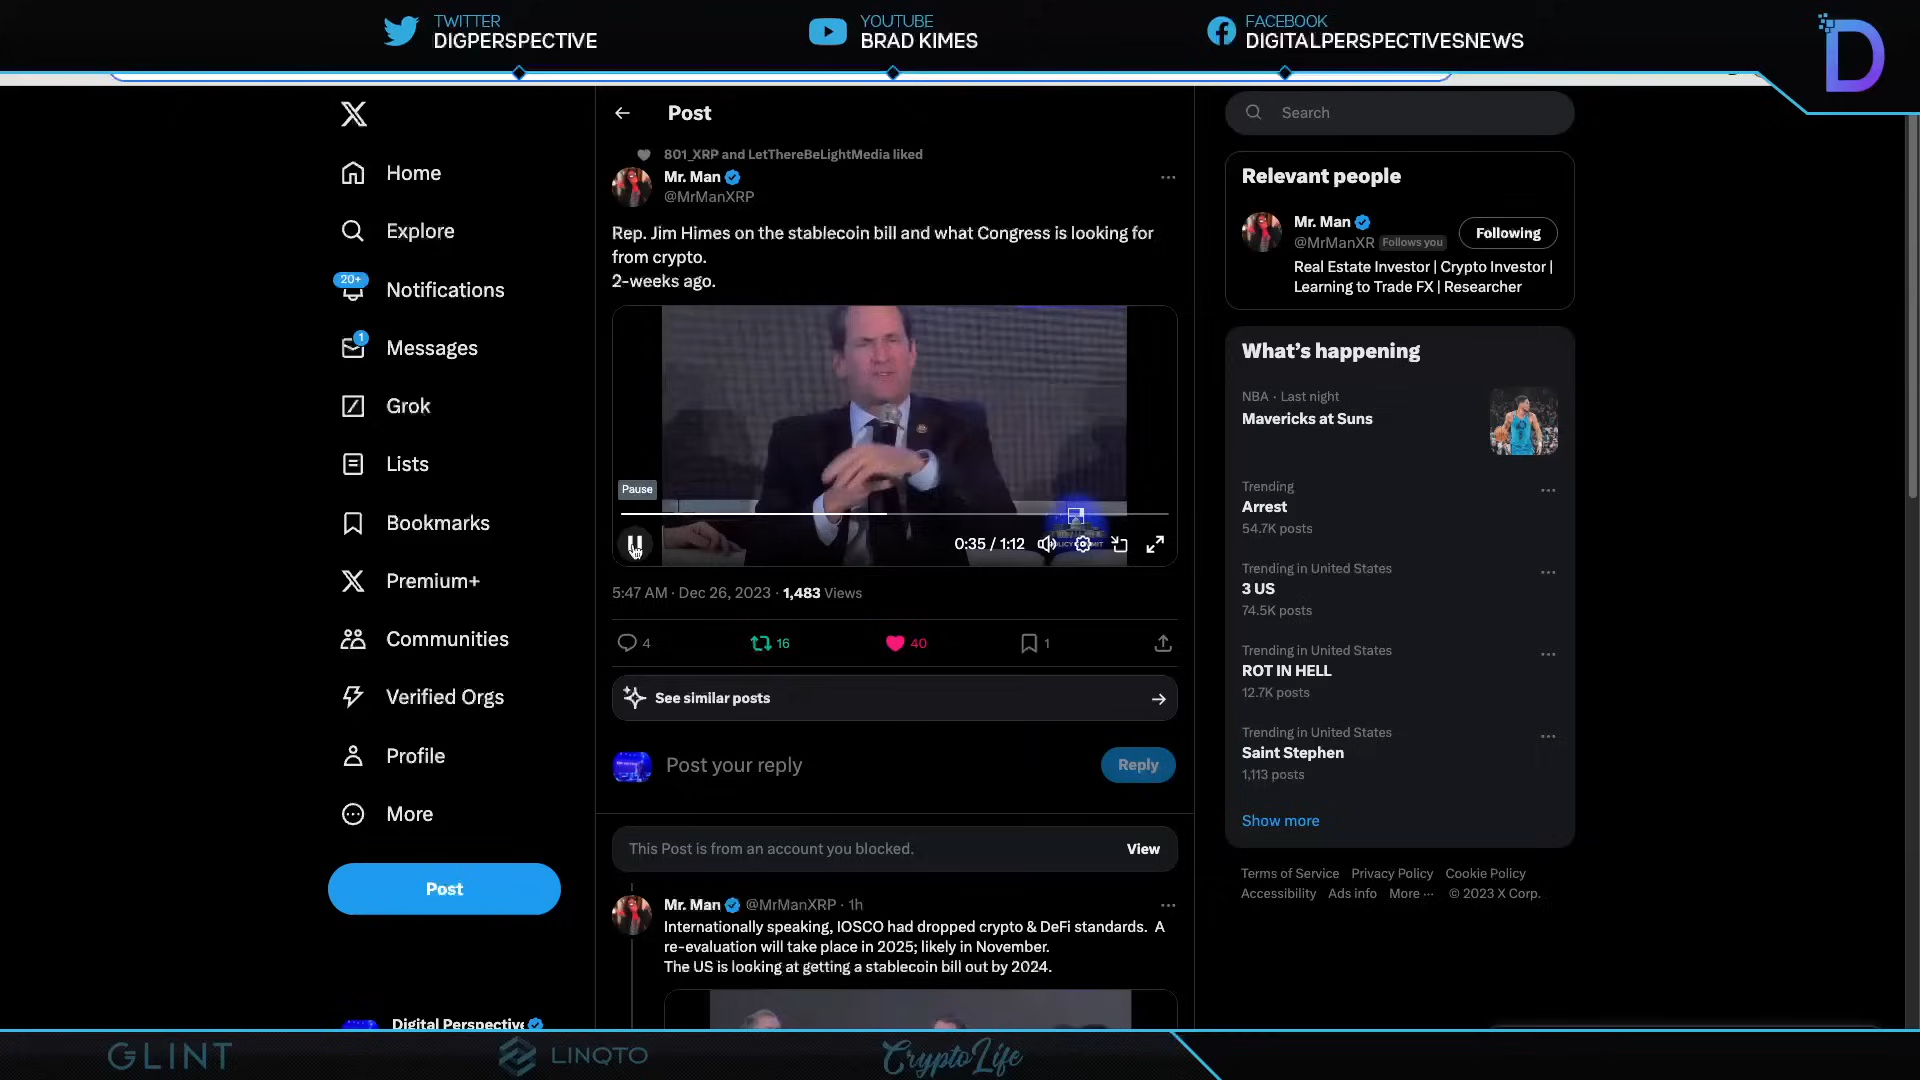 TWITTER
DIGPERSPECTIVE
YOUTUBE
BRAD KIMES
FACEBOOK
DIGITALPERSPECTIVESNEWS
D
Home
Explore
20+
Notifications
1
Messages
Grok
Lists
Bookmarks
Premium+
Communities
Verified Orgs
Profile
More
Post
Digital Perspective
Post
801_XRP and LetThereBeLightMedia liked
Mr. Man
@MrManXRP
Rep. Jim Himes on the stablecoin bill and what Congress is looking for
from crypto.
2-weeks ago.
Pause
0:35 / 1:12
5:47 AM · Dec 26, 2023 · 1,483 Views
4
16
40
1
See similar posts
Post your reply
Reply
This Post is from an account you blocked.
View
Mr. Man @MrManXRP · 1h
Internationally speaking, IOSCO had dropped crypto & DeFi standards. A
re-evaluation will take place in 2025; likely in November.
The US is looking at getting a stablecoin bill out by 2024.
Search
Relevant people
Mr. Man
@MrManXR Follows you
Following
Real Estate Investor | Crypto Investor |
Learning to Trade FX | Researcher
What's happening
NBA · Last night
Mavericks at Suns
Trending
Arrest
54.7K posts
Trending in United States
3 US
74.5K posts
Trending in United States
ROT IN HELL
12.7K posts
Trending in United States
Saint Stephen
1,113 posts
Show more
Terms of Service Privacy Policy Cookie Policy
Accessibility Ads info More ··· © 2023 X Corp.
GLINT
LINQTO
CryptoLife